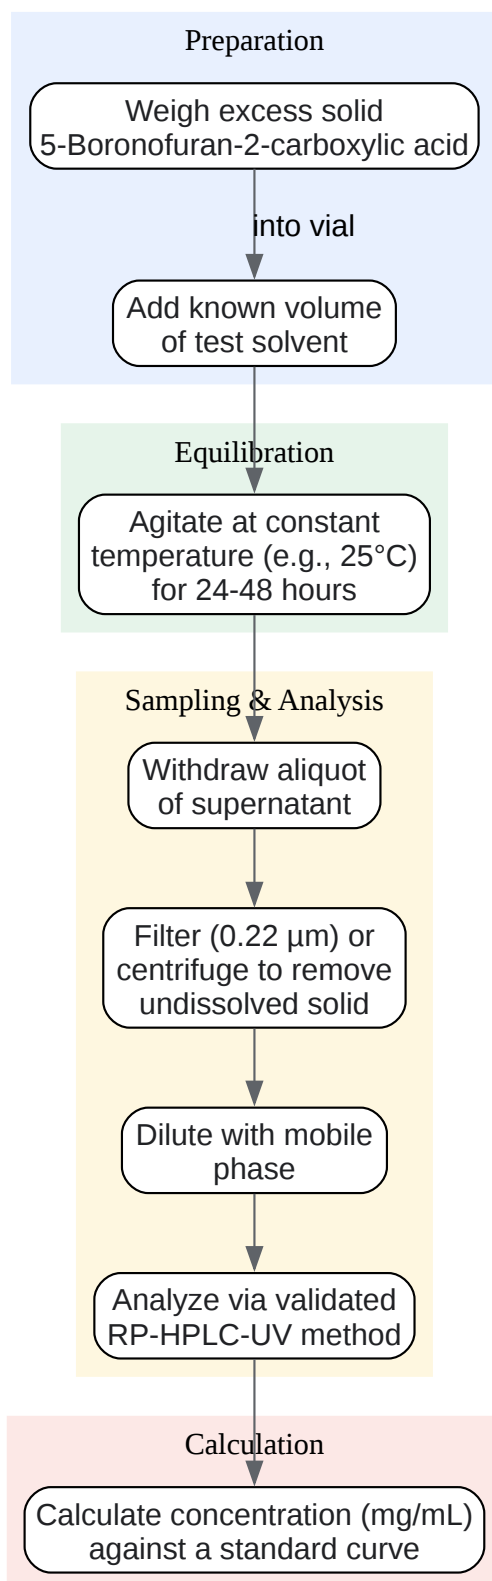 Preparation
Weigh excess solid
5-Boronofuran-2-carboxylic acid
into vial
Add known volume
of test solvent
Equilibration
Agitate at constant
temperature (e.g., 25°C)
for 24-48 hours
Sampling & Analysis
Withdraw aliquot
of supernatant
Filter (0.22 µm) or
centrifuge to remove
undissolved solid
Dilute with mobile
phase
Analyze via validated
RP-HPLC-UV method
Calculation
Calculate concentration (mg/mL)
against a standard curve